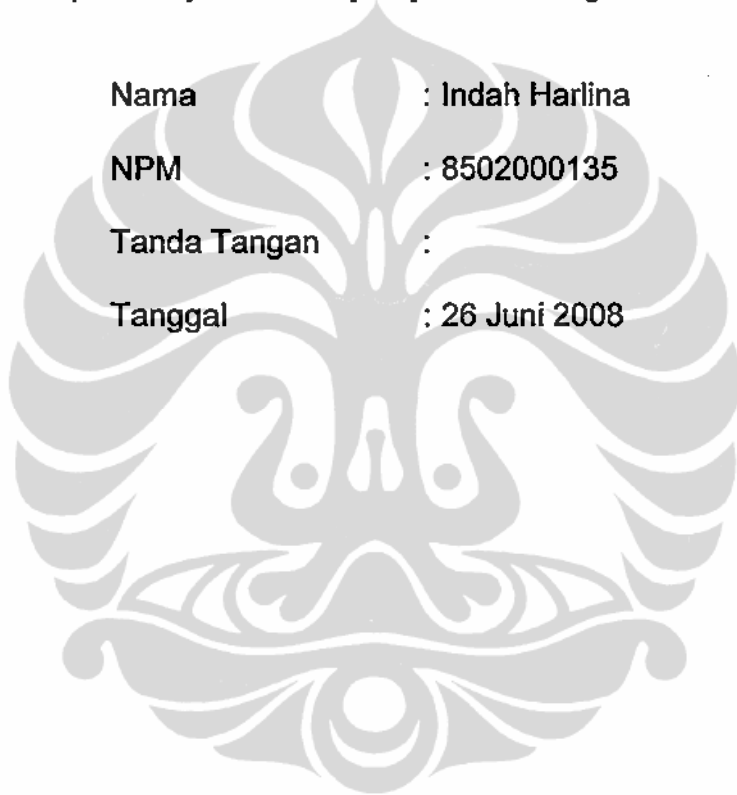 Nama : Indah Harlina
NPM : 8502000135
Tanda Tangan :
Tanggal : 26 Juni 2008